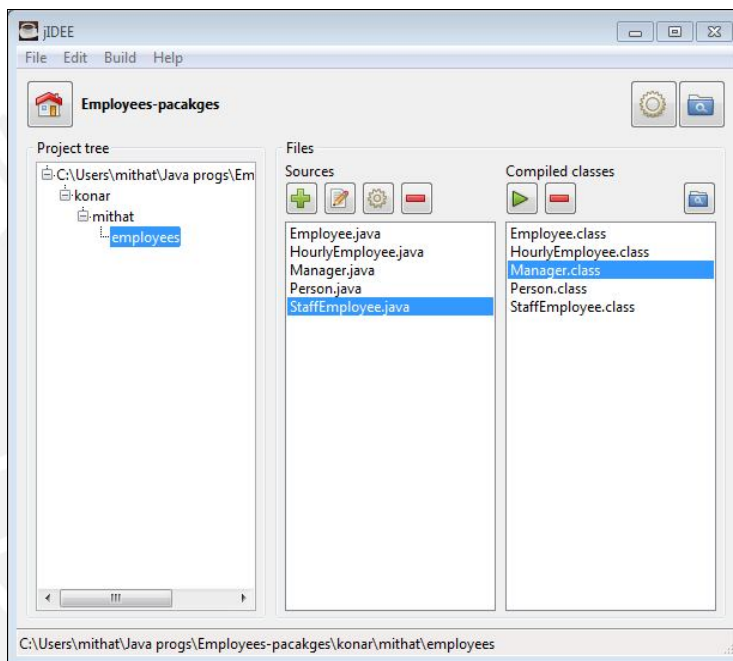 jIDEE
File Edit Build Help
Employees-pacakges
Project tree
C:\Users\mithat\Java progs\Em
konar
mithat
employees
Files
Sources
Employee.java
HourlyEmployee.java
Manager.java
Person.java
StaffEmployee.java
Compiled classes
Employee.class
HourlyEmployee.class
Manager.class
Person.class
StaffEmployee.class
C:\Users\mithat\Java progs\Employees-pacakges\konar\mithat\employees